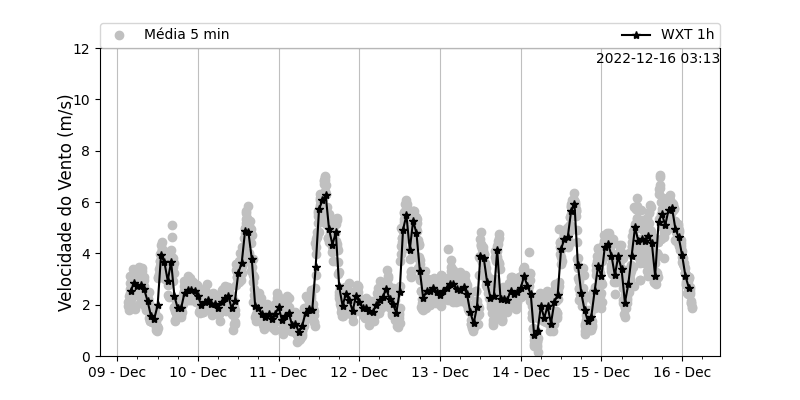 Média 5 min
WXT 1h
2022-12-16 03:13
Velocidade do Vento (m/s)
12
10
8
6
4
2
0
09 - Dec
10 - Dec
11 - Dec
12 - Dec
13 - Dec
14 - Dec
15 - Dec
16 - Dec